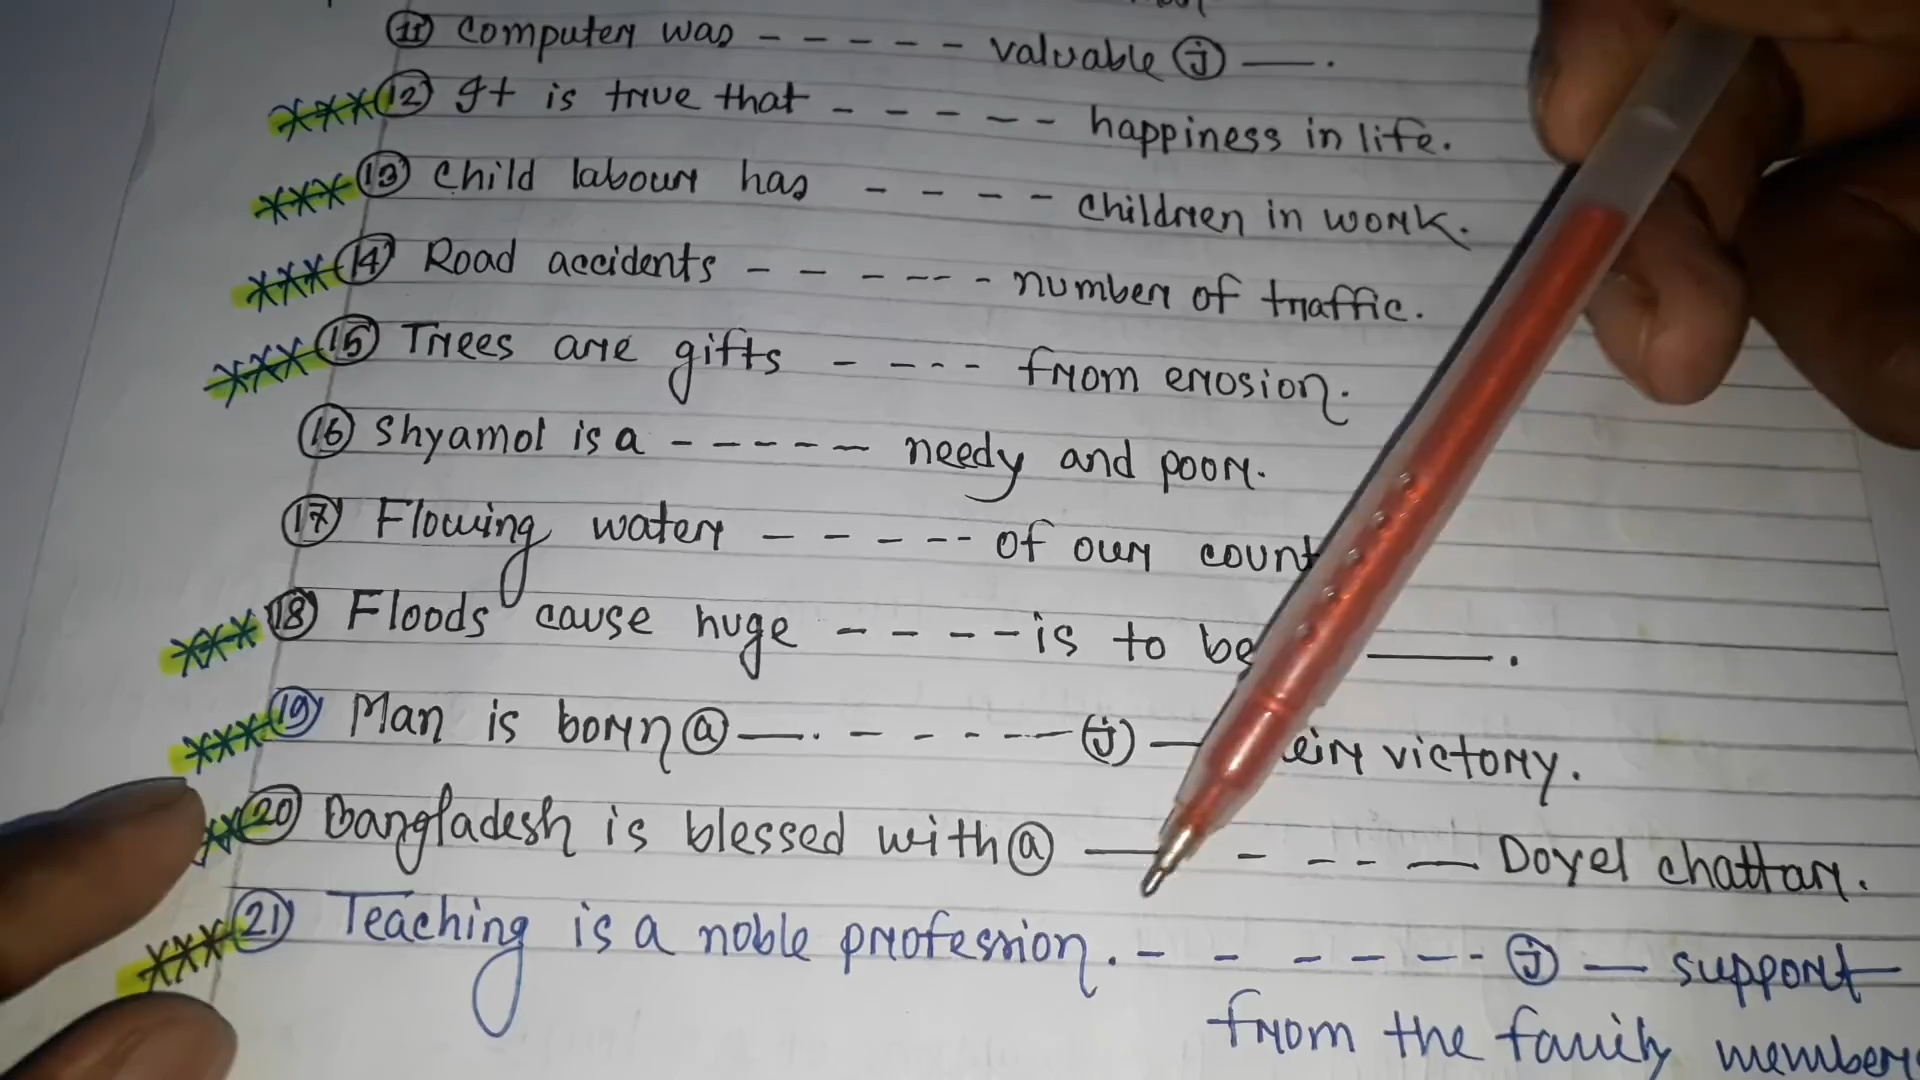 11 Computer was - - - - - valuable (j) —.
***12 It is true that - - - - - happiness in life.
***13 Child labour has - - - - children in work.
***14 Road accidents - - - - - - number of traffic.
***15 Trees are gifts - - - - from erosion.
16 Shyamol is a - - - - - - needy and poor.
17 Flowing water - - - - - of our
***18 Floods cause huge - - - - is to be — .
***19 Man is born (a) —. - - - - — (j) — victory.
**20 Bangladesh is blessed with (a) — - - - — Doyel chattar.
***21 Teaching is a noble profession. - - - - - - - (j) — support
from the family members